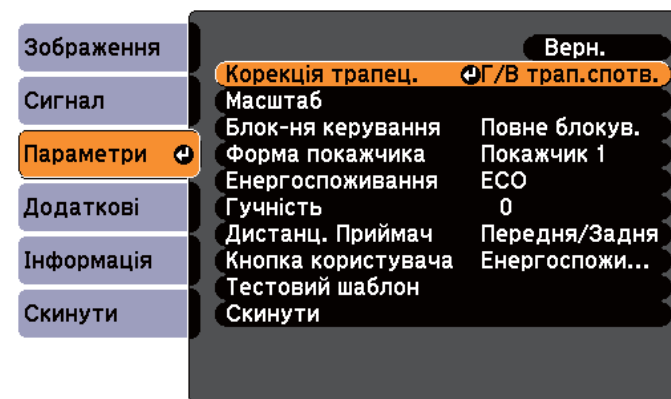 Зображення
Сигнал
Параметри
Додаткові
Інформація
Скинути
Верн.
Корекція трапец. Г/В трап.спотв.
Масштаб
Блок-ня керування Повне блокув.
Форма покажчика Покажчик 1
Енергоспоживання ECO
Гучність 0
Дистанц. Приймач Передня/Задня
Кнопка користувача Енергоспожи...
Тестовий шаблон
Скинути